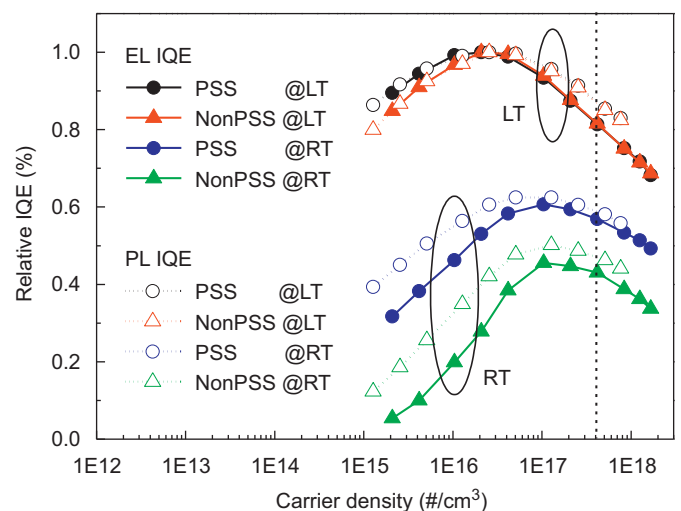 Relative IQE (%)
1.0
0.8
0.6
0.4
0.2
0.0
EL IQE
PSS @LT
NonPSS @LT
PSS @RT
NonPSS @RT
PL IQE
PSS @LT
NonPSS @LT
PSS @RT
NonPSS @RT
LT
RT
1E12 1E13 1E14 1E15 1E16 1E17 1E18
Carrier density (#/cm³)